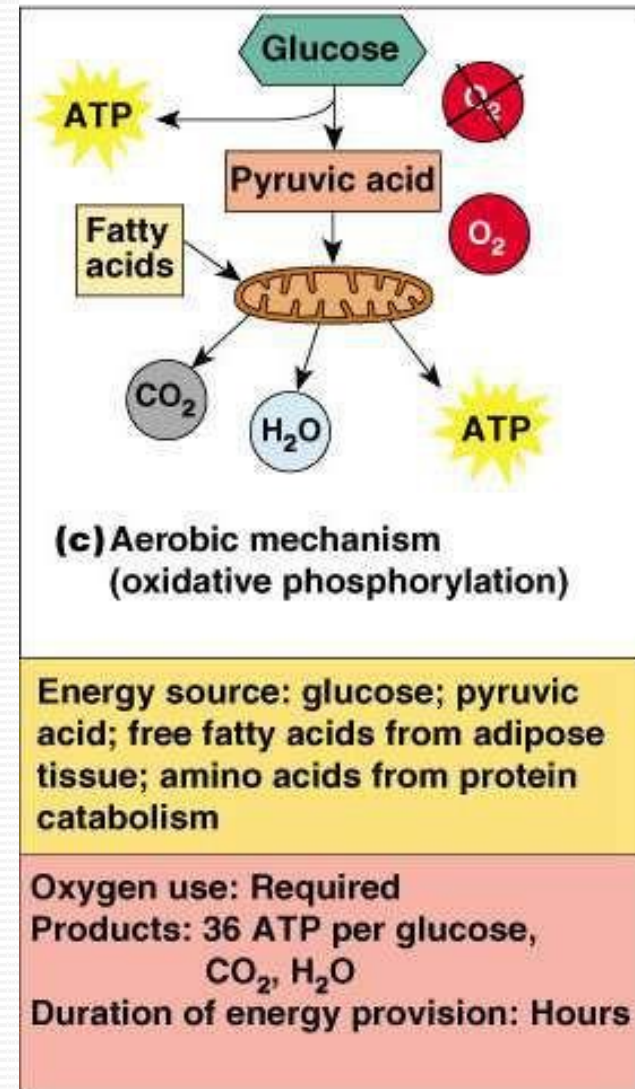 Glucose
O₂
ATP
Pyruvic acid
O₂
Fatty
acids
CO₂
H₂O
ATP
(c) Aerobic mechanism
(oxidative phosphorylation)
Energy source: glucose; pyruvic
acid; free fatty acids from adipose
tissue; amino acids from protein
catabolism
Oxygen use: Required
Products: 36 ATP per glucose,
CO₂, H₂O
Duration of energy provision: Hours